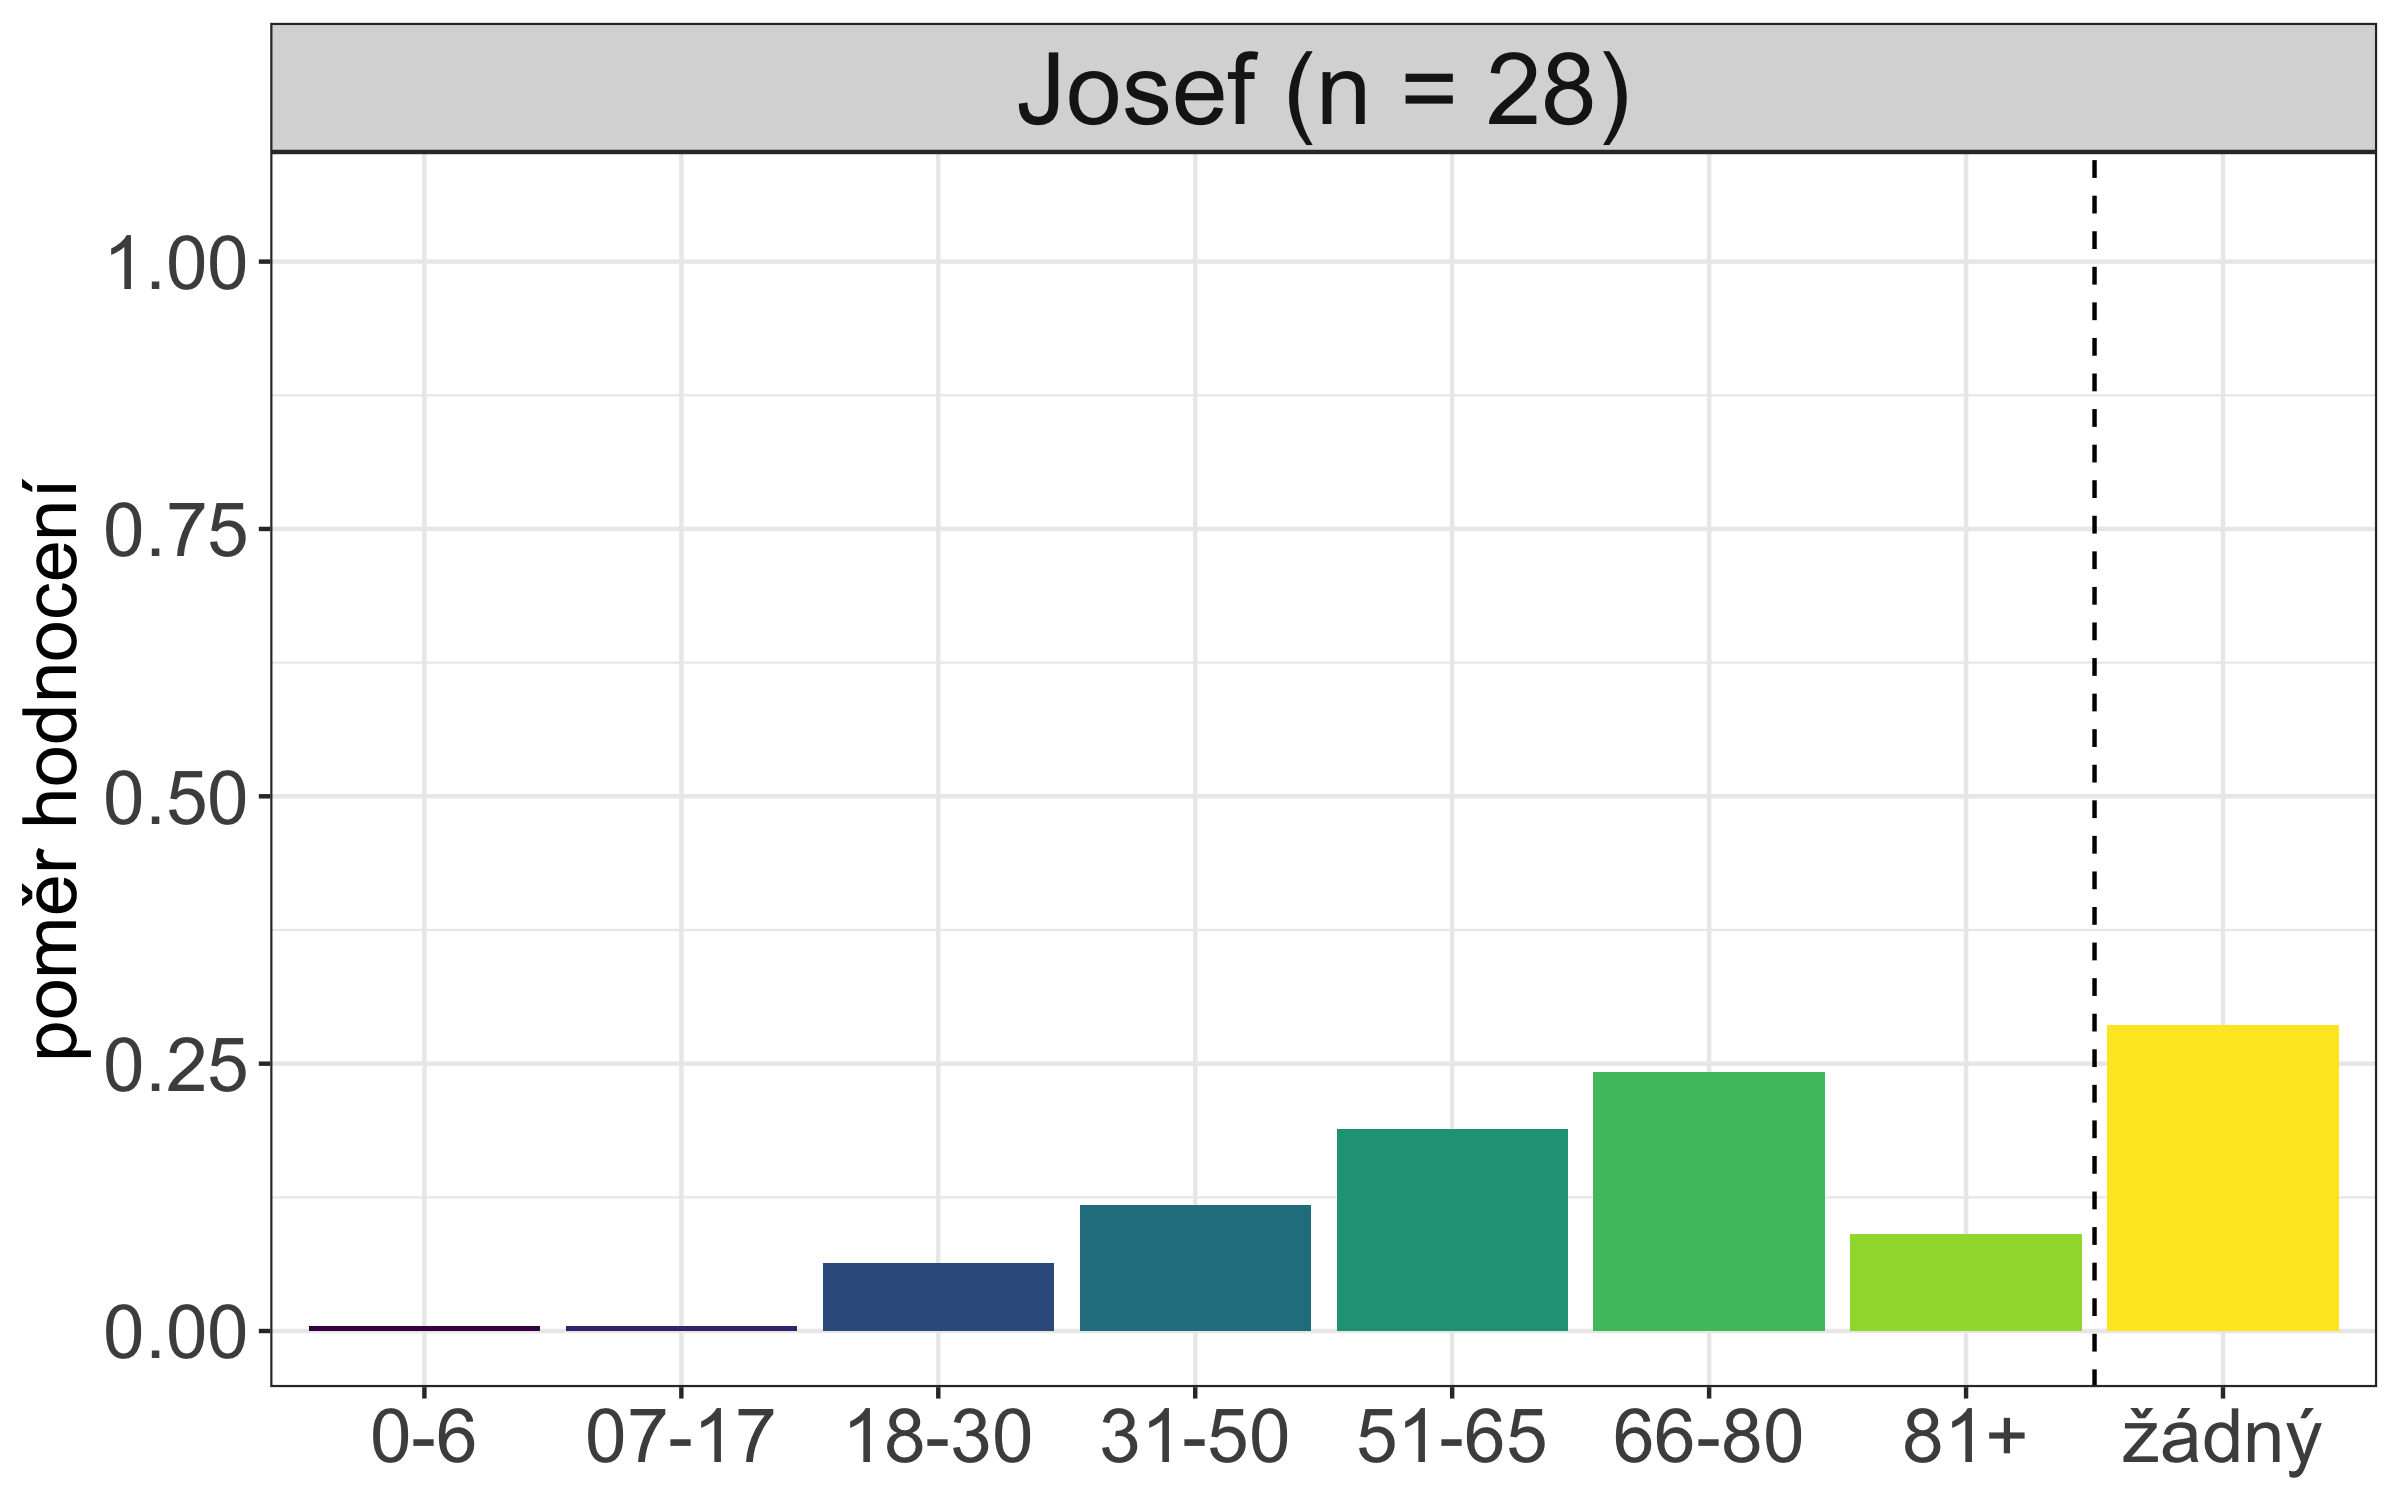 Josef (n = 28)
poměr hodnocení
1.00
0.75
0.50
0.25
0.00
0-6 07-17 18-30 31-50 51-65 66-80 81+ žádný